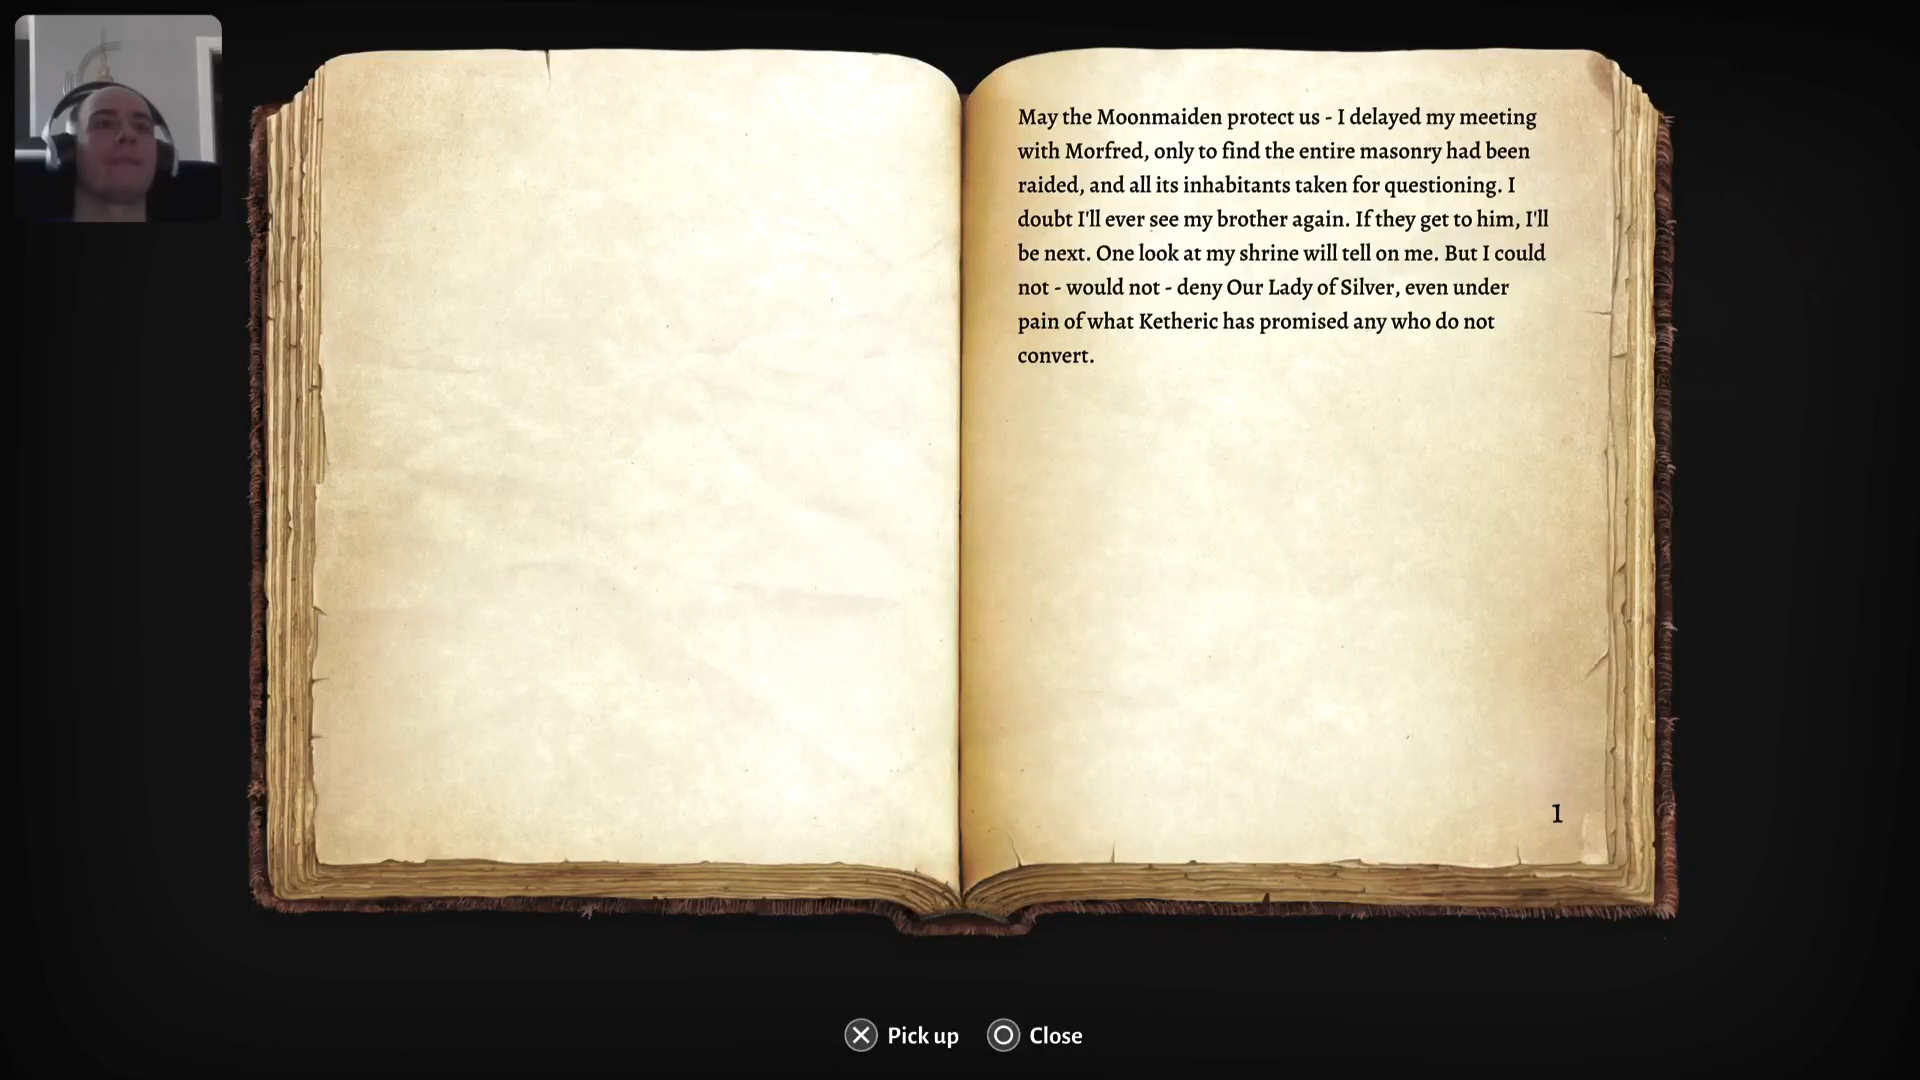 May the Moonmaiden protect us - I delayed my meeting
with Morfred, only to find the entire masonry had been
raided, and all its inhabitants taken for questioning. I
doubt I'll ever see my brother again. If they get to him, I'll
be next. One look at my shrine will tell on me. But I could
not - would not - deny Our Lady of Silver, even under
pain of what Ketheric has promised any who do not
convert.
1
Pick up Close